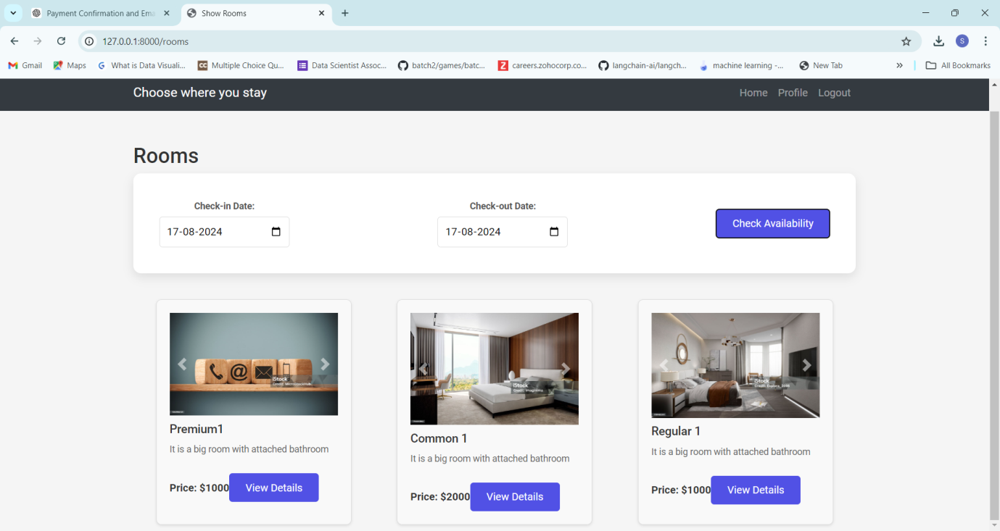 Payment Confirmation and Ema
Show Rooms
127.0.0.1:8000/rooms
S
Gmail
Maps
What is Data Visuali...
Multiple Choice Qu...
Data Scientist Assoc...
batch2/games/batc...
careers.zohocorp.co...
langchain-ai/langch...
machine learning -...
New Tab
All Bookmarks
Choose where you stay
Home Profile Logout
Rooms
Check-in Date:
17-08-2024
Check-out Date:
17-08-2024
Check Availability
@
iStock
Premium1
It is a big room with attached bathroom
Price: $1000
View Details
iStock
Common 1
It is a big room with attached bathroom
Price: $2000
View Details
iStock
Regular 1
It is a big room with attached bathroom
Price: $1000
View Details